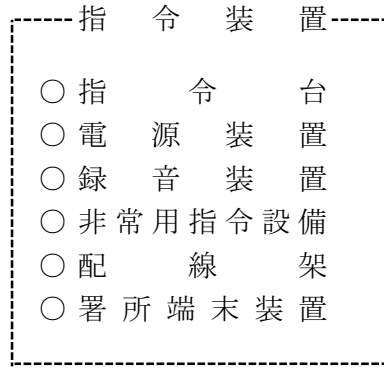 指令装置
○指令台
○電源装置
○録音装置
○非常用指令設備
○配線架
○署所端末装置